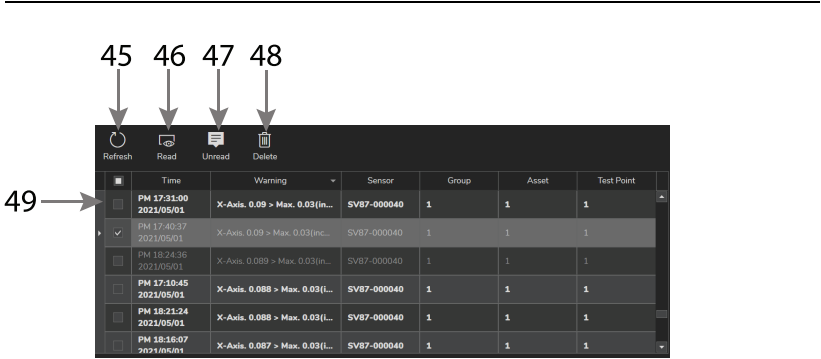 45 46 47 48
Refresh Read Unread Delete
Time Warning Sensor Group Asset Test Point
49
PM 17:31:00
2021/05/01
X-Axis. 0.09 > Max. 0.03(in... SV87-000040 1 1 1
PM 17:40:37
2021/05/01
X-Axis. 0.09 > Max. 0.03(inc... SV87-000040 1 1 1
PM 18:24:36
2021/05/01
X-Axis. 0.089 > Max. 0.03(in... SV87-000040 1 1 1
PM 17:10:45
2021/05/01
X-Axis. 0.088 > Max. 0.03(i... SV87-000040 1 1 1
PM 18:21:24
2021/05/01
X-Axis. 0.088 > Max. 0.03(i... SV87-000040 1 1 1
PM 18:16:07
2021/05/01
X-Axis. 0.087 > Max. 0.03(i... SV87-000040 1 1 1